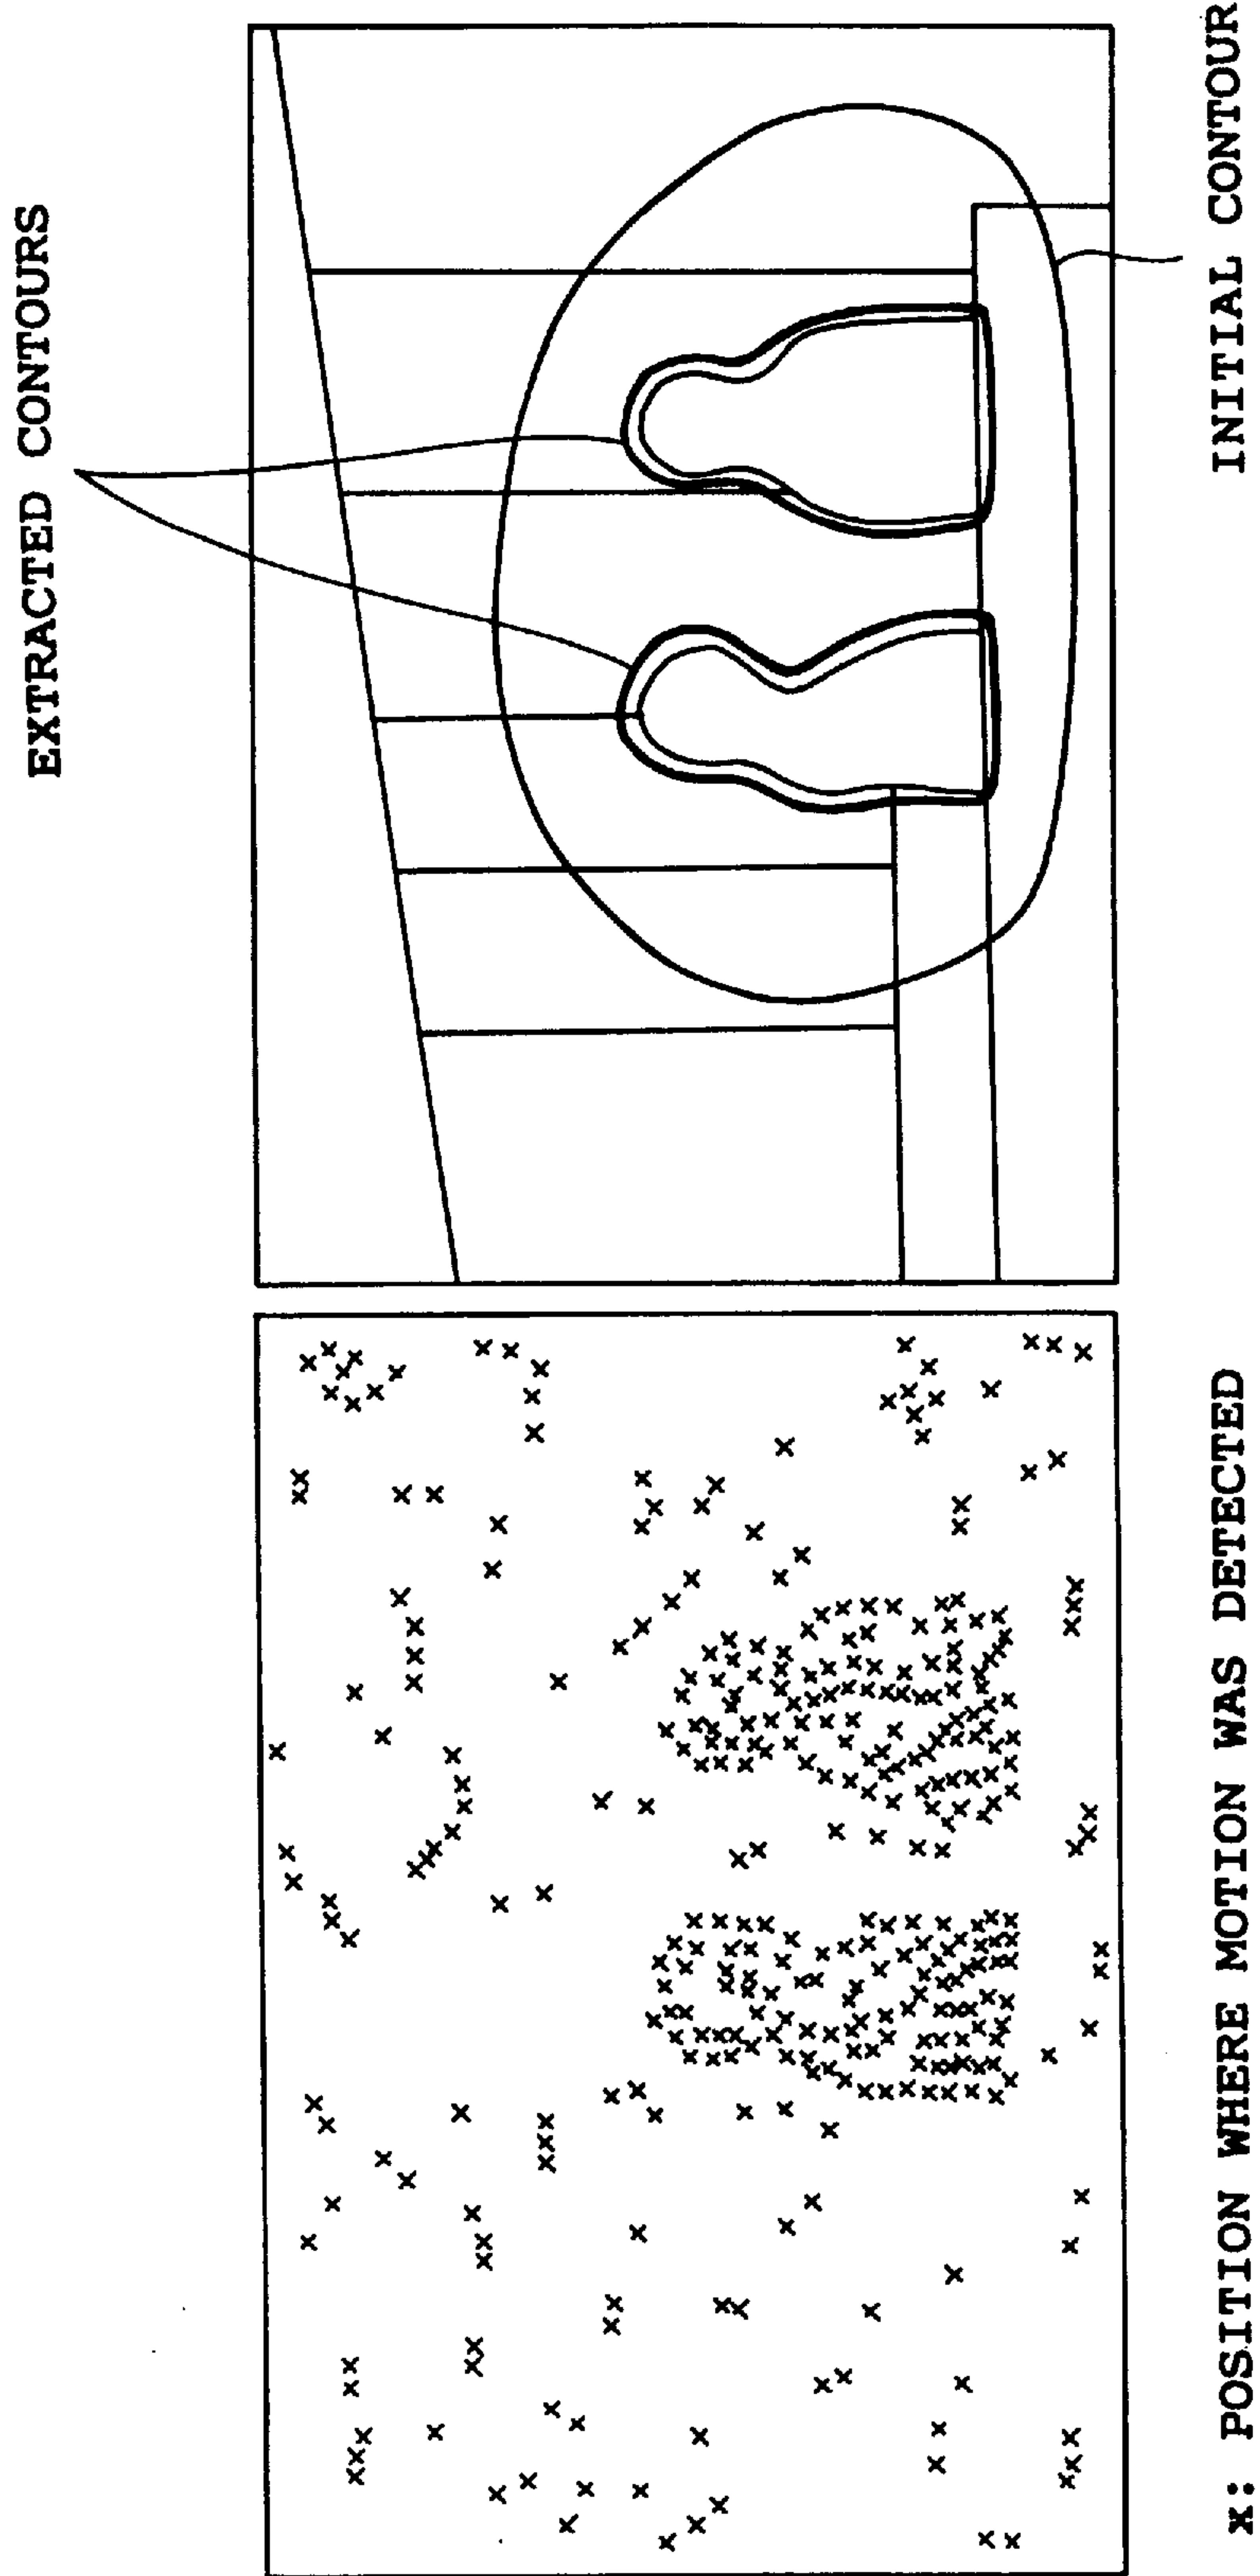 EXTRACTED CONTOURS
INITIAL CONTOUR
x: POSITION WHERE MOTION WAS DETECTED